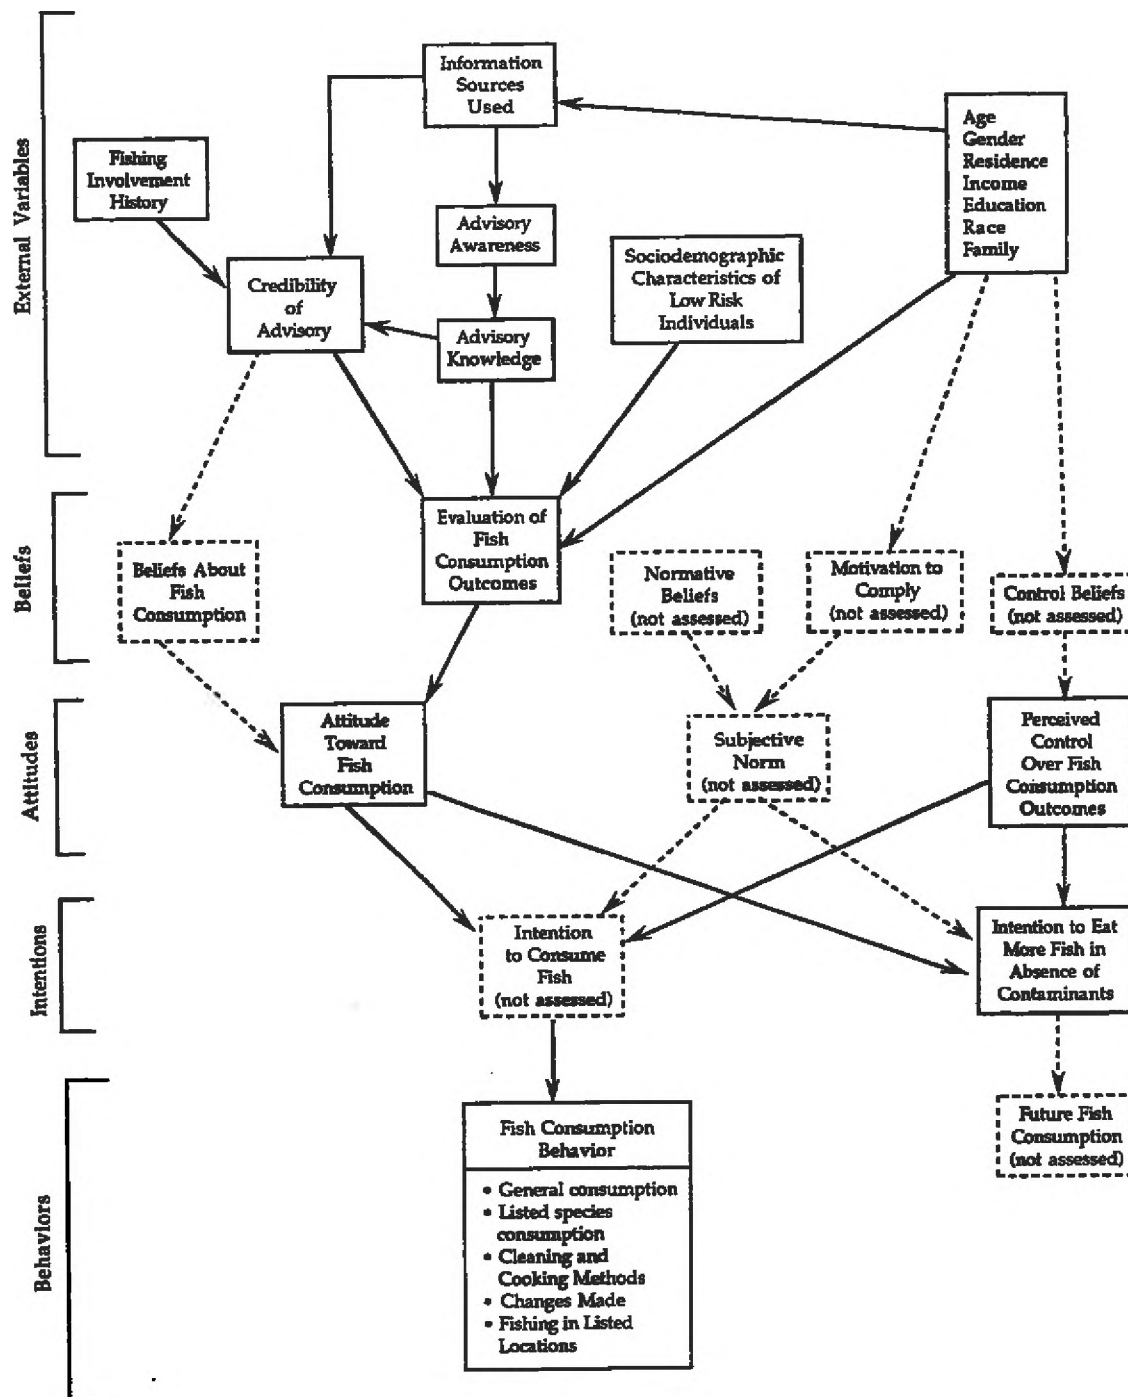 External Variables
Information
Sources
Used
Age
Gender
Residence
Income
Education
Race
Family
Fishing
Involvement
History
Advisory
Awareness
Sociodemographic
Characteristics of
Low Risk
Individuals
Credibility
of
Advisory
Advisory
Knowledge
Beliefs
Evaluation of
Fish
Consumption
Outcomes
Beliefs About
Fish
Consumption
Normative
Beliefs
(not assessed)
Motivation to
Comply
(not assessed)
Control Beliefs
(not assessed)
Attitudes
Attitude
Toward
Fish
Consumption
Subjective
Norm
(not assessed)
Perceived
Control
Over Fish
Consumption
Outcomes
Intentions
Intention
to Consume
Fish
(not assessed)
Intention to Eat
More Fish in
Absence of
Contaminants
Behaviors
Fish Consumption
Behavior
• General consumption
• Listed species
consumption
• Cleaning and
Cooking Methods
• Changes Made
• Fishing in Listed
Locations
Future Fish
Consumption
(not assessed)